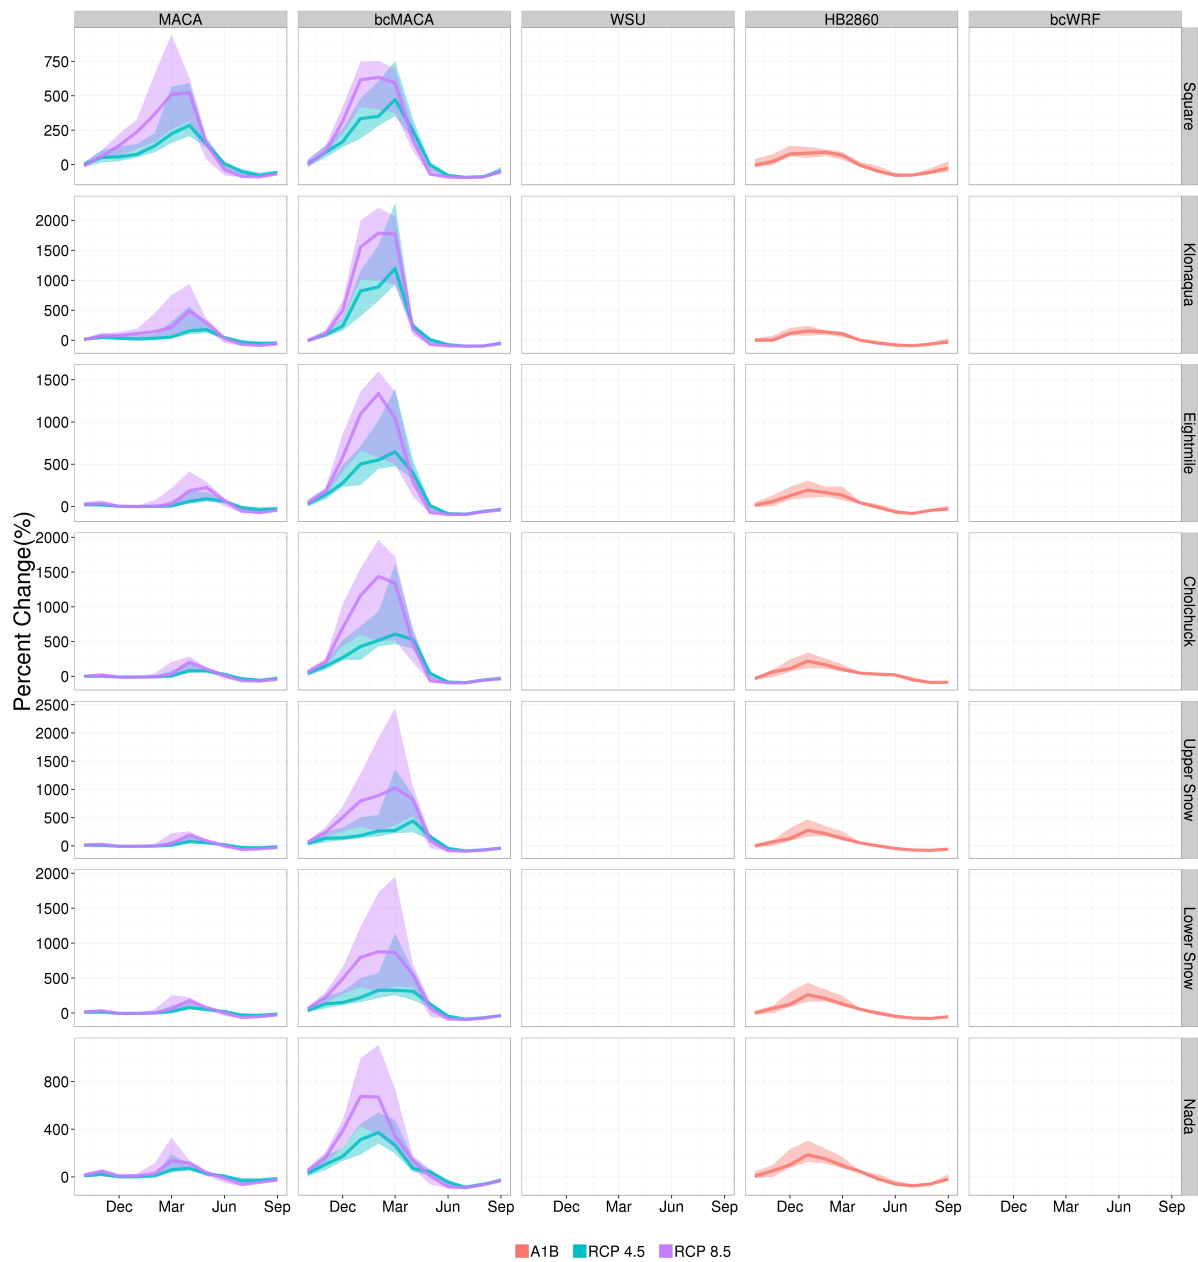 MACA bcMACA WSU HB2860 bcWRF
Percent Change(%)
750
500
250
0
Square
2000
1500
1000
500
0
Klonaqua
1500
1000
500
0
Eightmile
2000
1500
1000
500
0
Cholchuck
2500
2000
1500
1000
500
0
Upper Snow
2000
1500
1000
500
0
Lower Snow
800
400
0
Nada
Dec Mar Jun Sep Dec Mar Jun Sep Dec Mar Jun Sep Dec Mar Jun Sep Dec Mar Jun Sep
A1B RCP 4.5 RCP 8.5